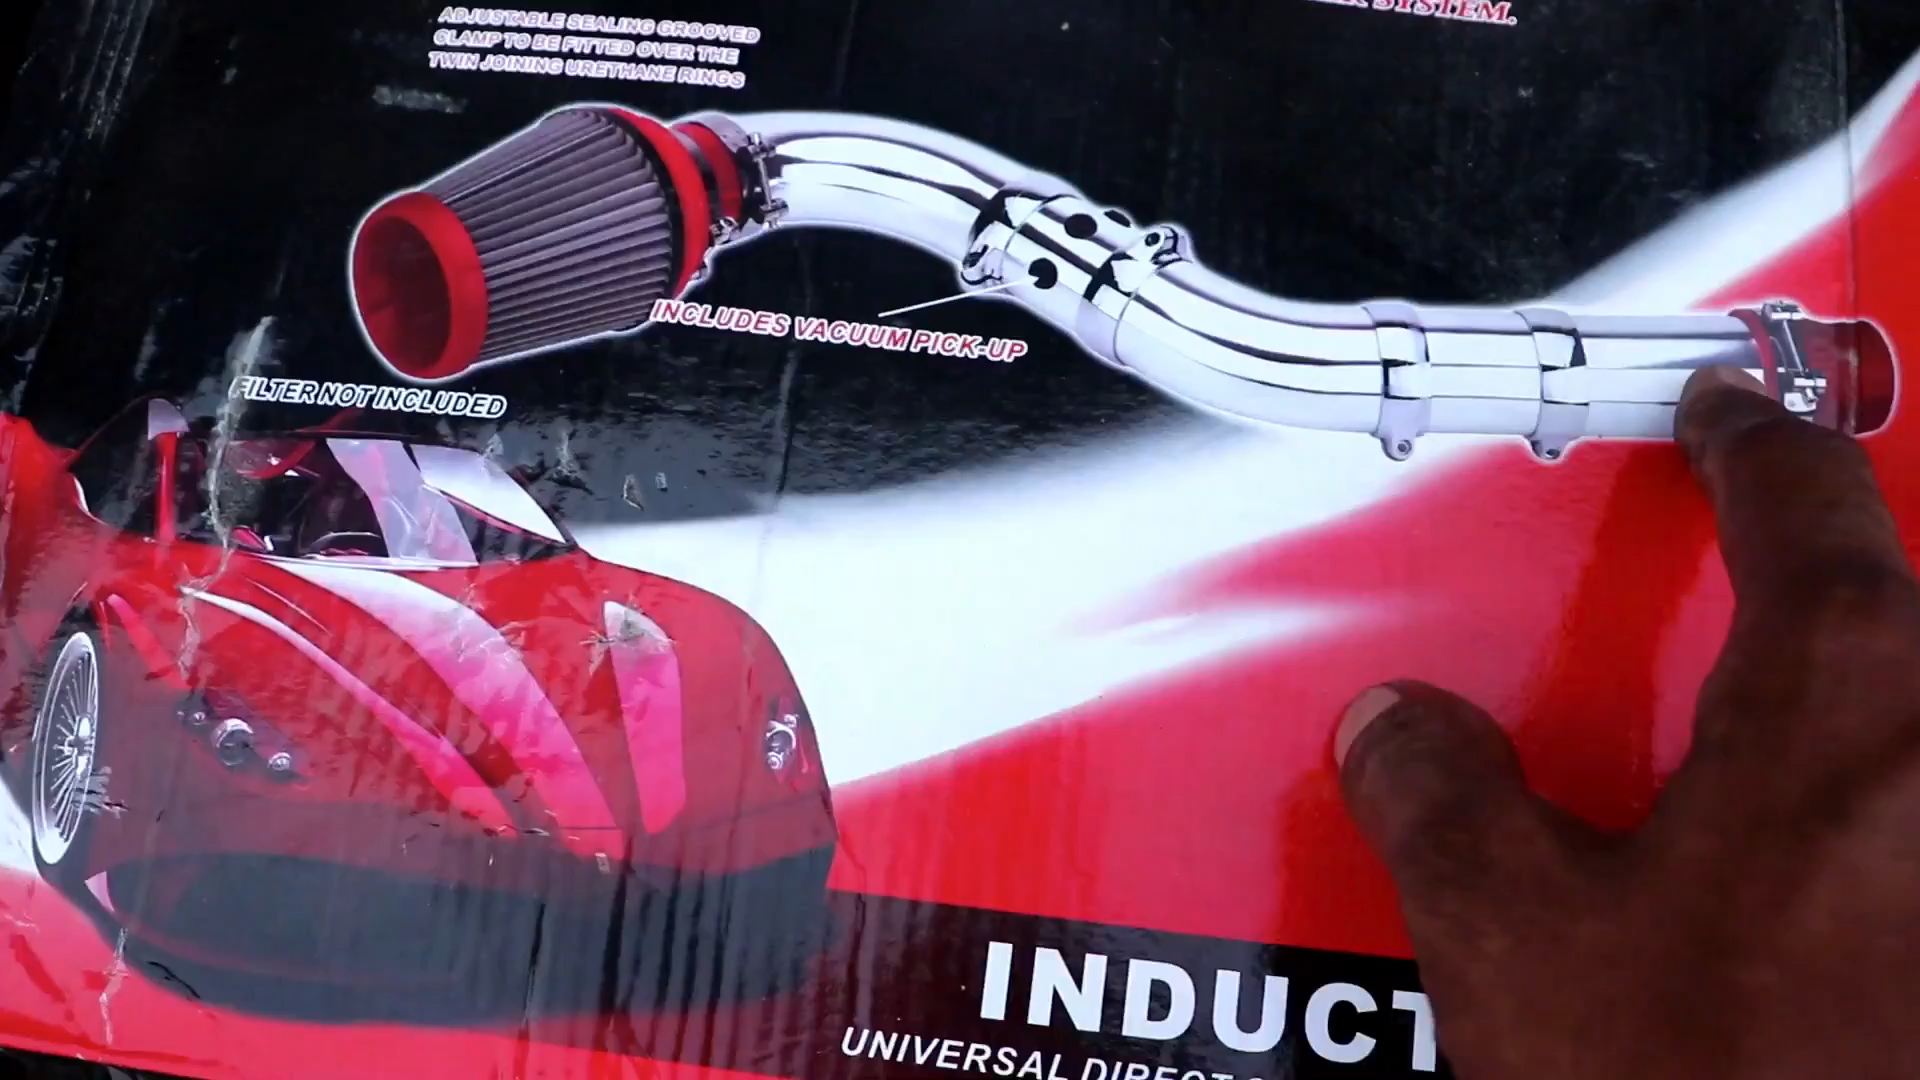 ADJUSTABLE SEALING GROOVED
CLAMP TO BE FITTED OVER THE
TWIN JOINING URETHANE RINGS
SYSTEM.
INCLUDES VACUUM PICK-UP
FILTER NOT INCLUDED
INDUCT
UNIVERSAL DIRECT